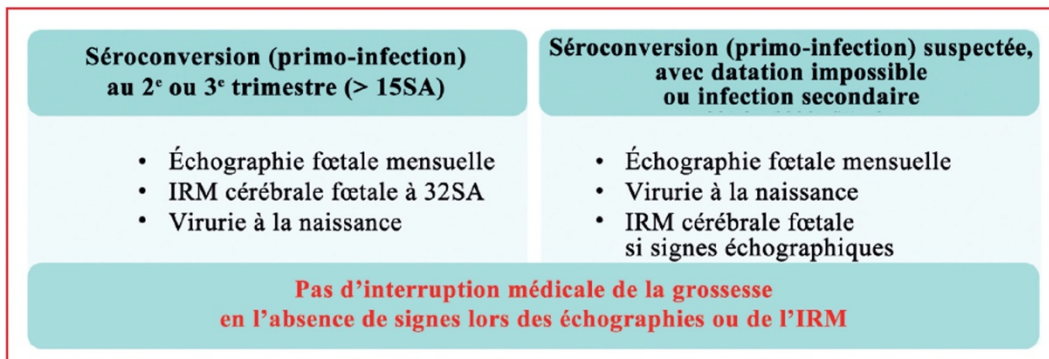 Séroconversion (primo-infection)
au 2e ou 3e trimestre (> 15SA)
• Échographie fœtale mensuelle
• IRM cérébrale fœtale à 32SA
• Virurie à la naissance
Séroconversion (primo-infection) suspectée,
avec datation impossible
ou infection secondaire
• Échographie fœtale mensuelle
• Virurie à la naissance
• IRM cérébrale fœtale
si signes échographiques
Pas d’interruption médicale de la grossesse
en l’absence de signes lors des échographies ou de l’IRM